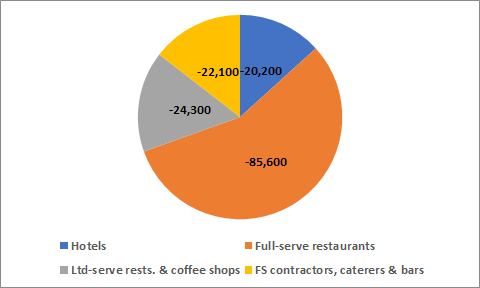 -22,100 -20,200
-24,300
-85,600
Hotels Full-serve restaurants
Ltd-serve rests. & coffee shops FS contractors, caterers & bars